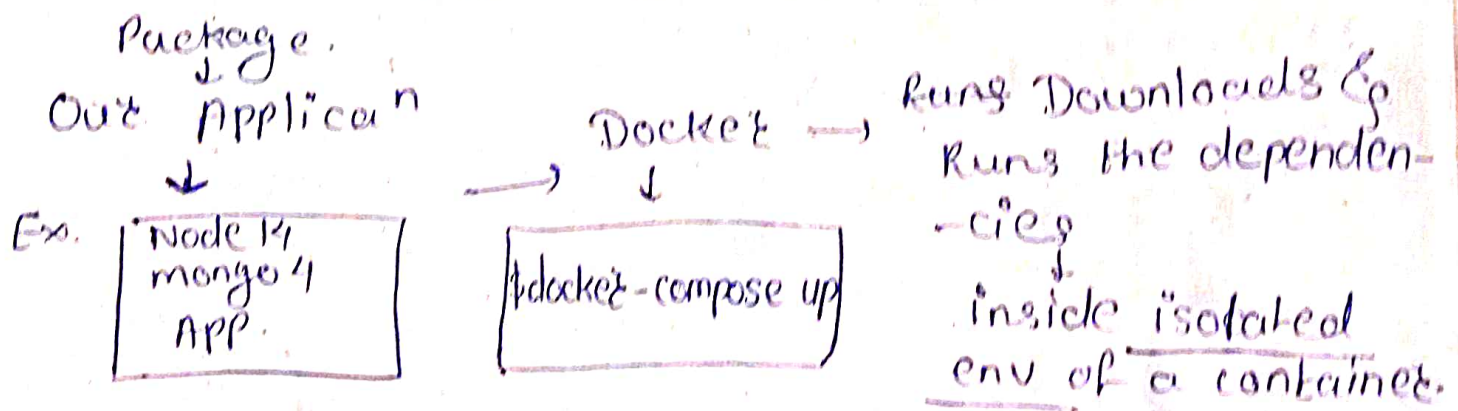 Package.
↓
Our Applicaⁿ
↓
Ex.
Node 14
mongo 4
APP.
→
Docker →
↓
$docker-compose up
Runs Downloads &
Runs the dependen-
-cies
↓
inside isolated
env of a container.